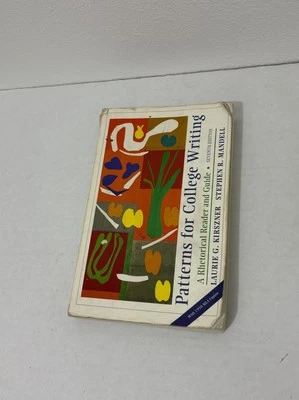 Patterns for College Writing
A Rhetorical Reader and Guide • SEVENTH EDITION
LAURIE G. KIRSZNER STEPHEN R. MANDELL